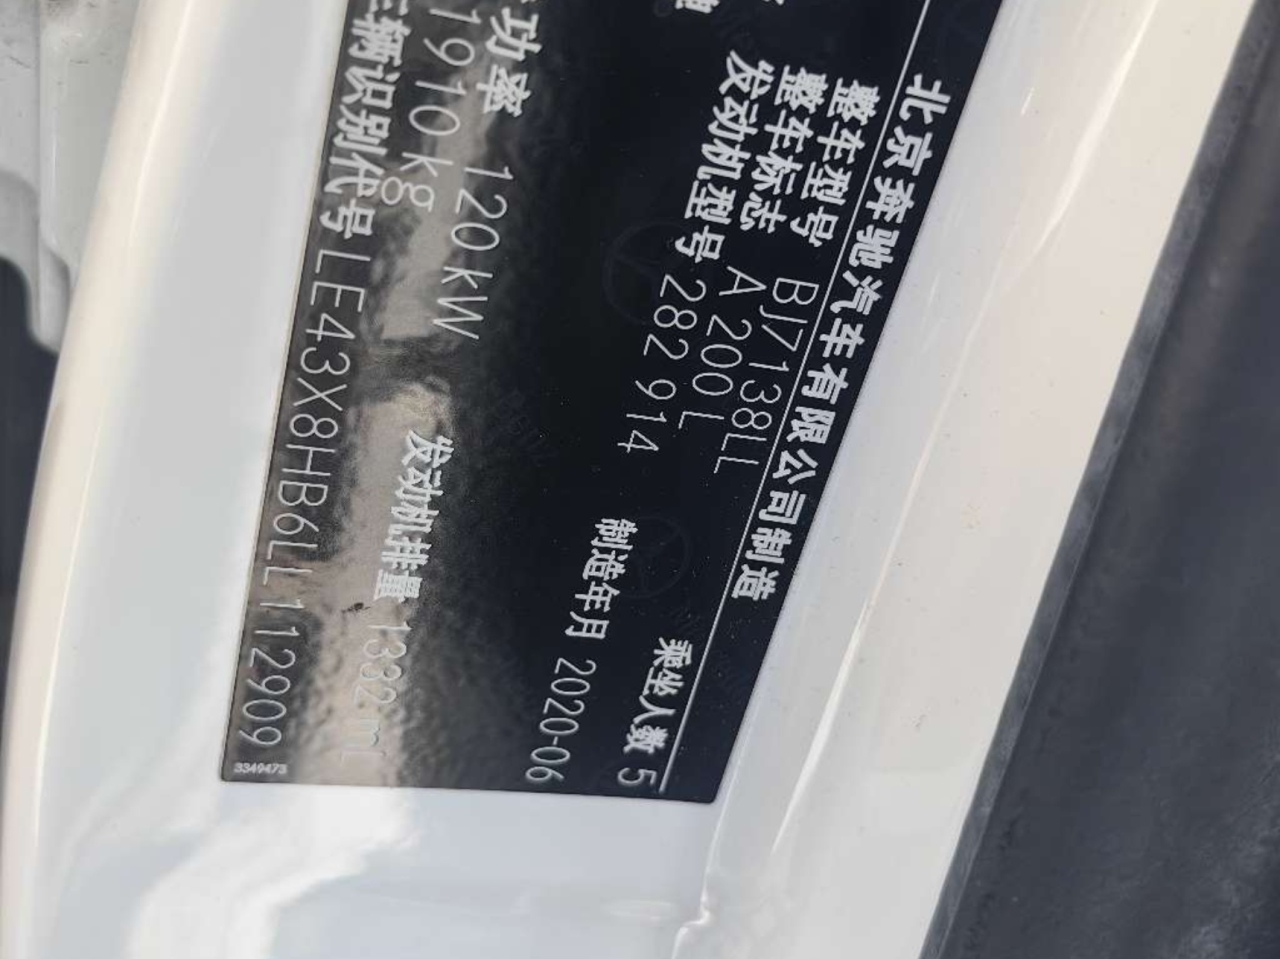 北京奔驰汽车有限公司制造
整车型号 BJ7138LL
整车标志 A 200 L
乘坐人数 5
发动机型号 282 914
制造年月 2020-06
功率 120 kW
发动机排量 1332 ml
1910 kg
车辆识别代号 LE43X8HB6LL112909
3349473